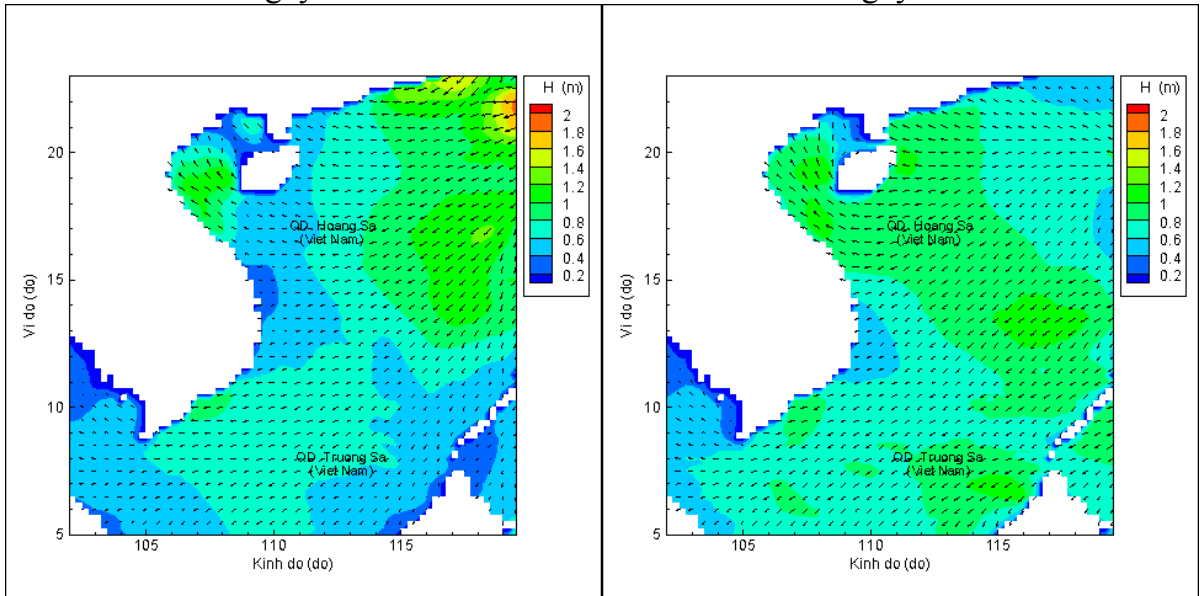 H (m)
2
1.8
1.6
1.4
1.2
1
0.8
0.6
0.4
0.2
20
15
10
5
Vi do (do)
QD. Hoang Sa
(Viet Nam)
QD. Truong Sa
(Viet Nam)
105
110
115
Kinh do (do)
H (m)
2
1.8
1.6
1.4
1.2
1
0.8
0.6
0.4
0.2
20
15
10
5
Vi do (do)
QD. Hoang Sa
(Viet Nam)
QD. Truong Sa
(Viet Nam)
105
110
115
Kinh do (do)